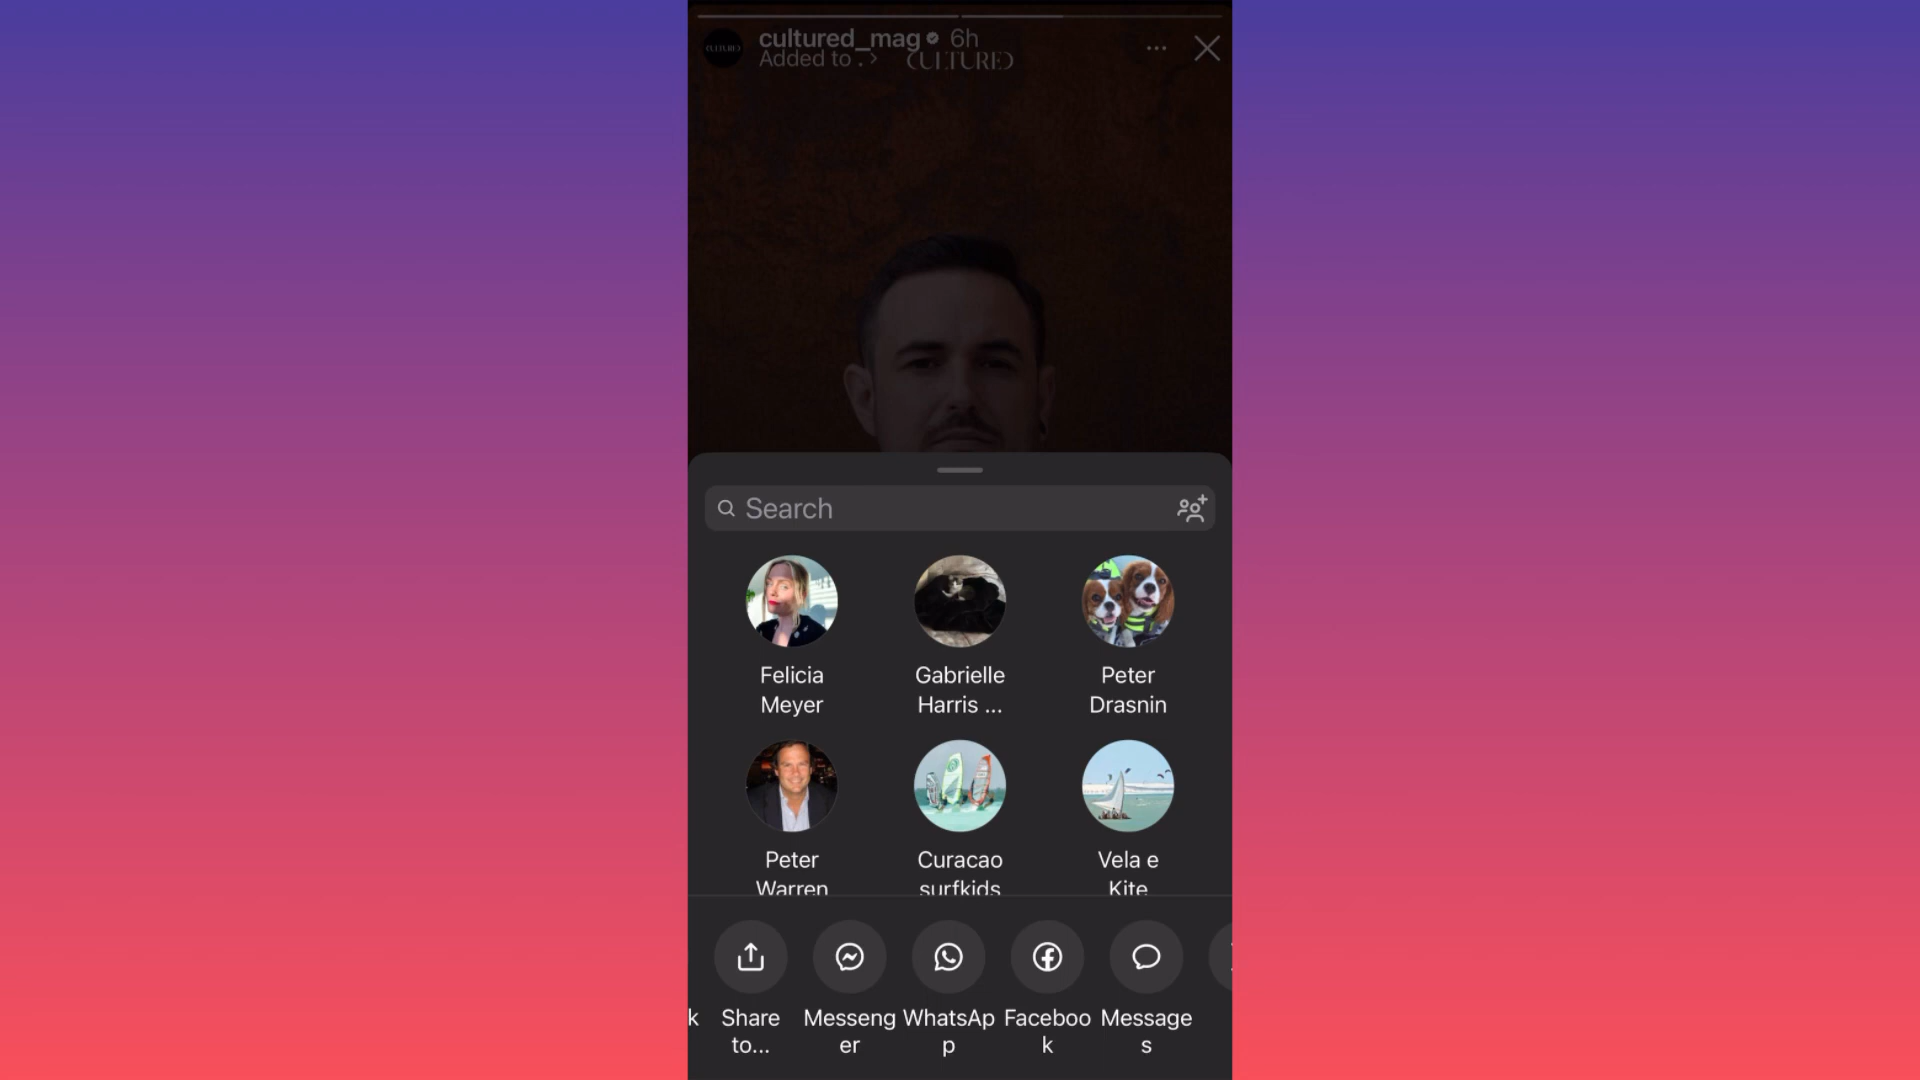 cultured_mag 6h
Added to . >
CULTURED
CULTURED
Search
Felicia
Meyer
Gabrielle
Harris ...
Peter
Drasnin
Peter
Warren
Curacao
surfkids
Vela e
Kite
k
Share
to...
Messeng
er
WhatsAp
p
Faceboo
k
Message
s